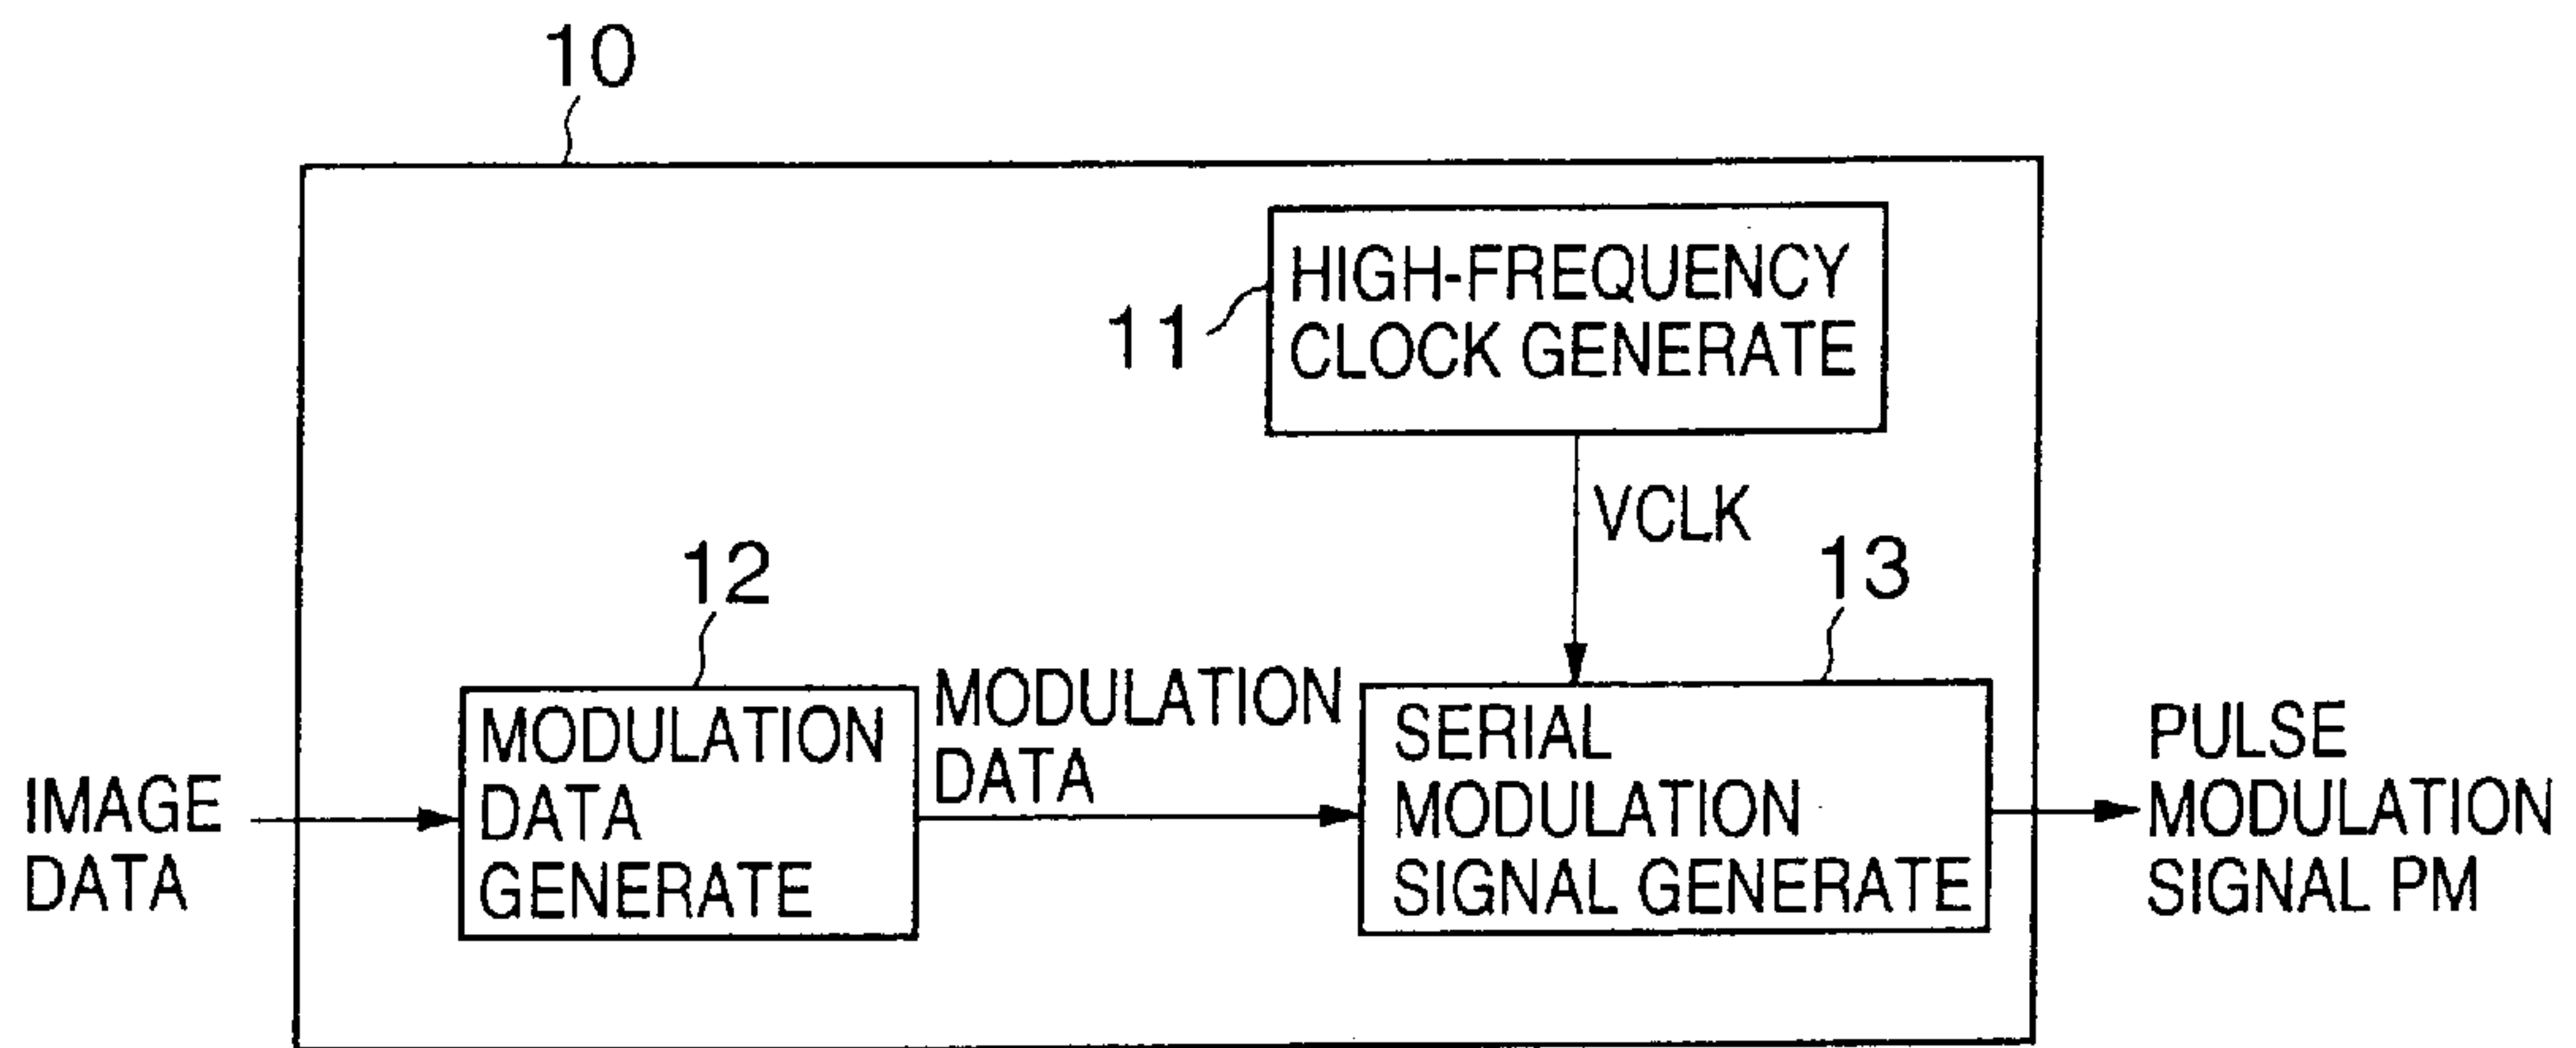 10
HIGH-FREQUENCY
CLOCK GENERATE
11
VCLK
12
13
MODULATION
DATA
GENERATE
MODULATION
DATA
SERIAL
MODULATION
SIGNAL GENERATE
IMAGE
DATA
PULSE
MODULATION
SIGNAL PM